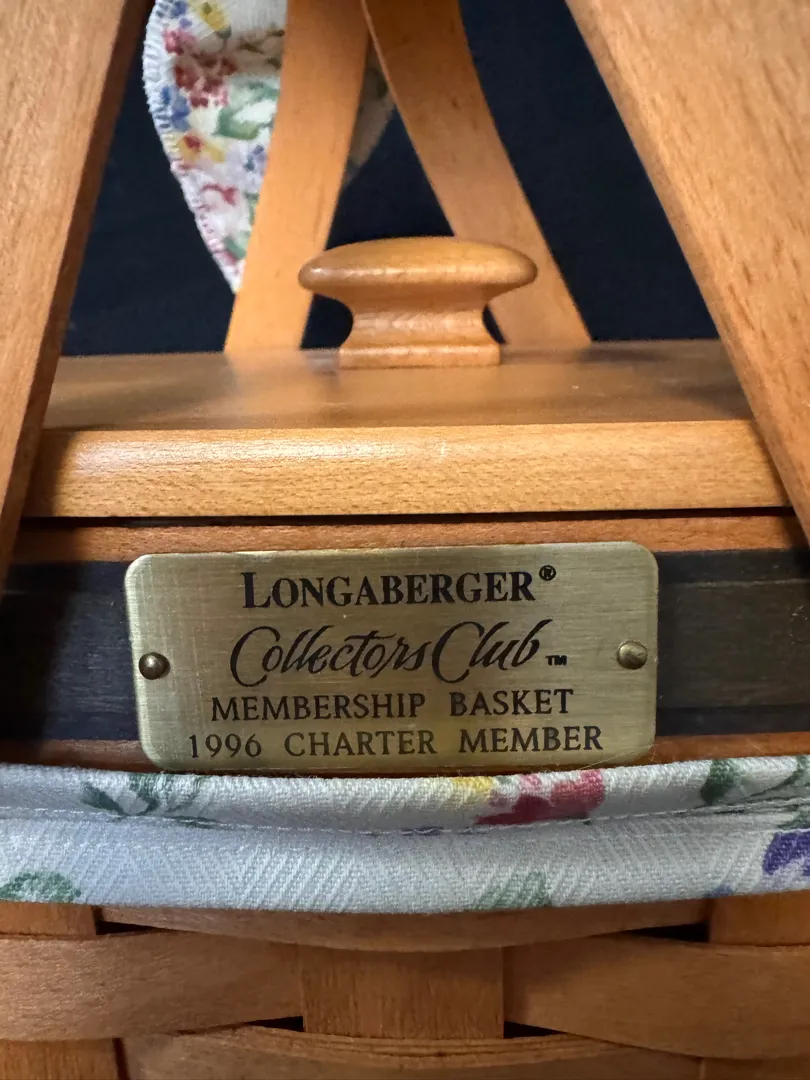 LONGABERGER®
Collectors Club™
MEMBERSHIP BASKET
1996 CHARTER MEMBER